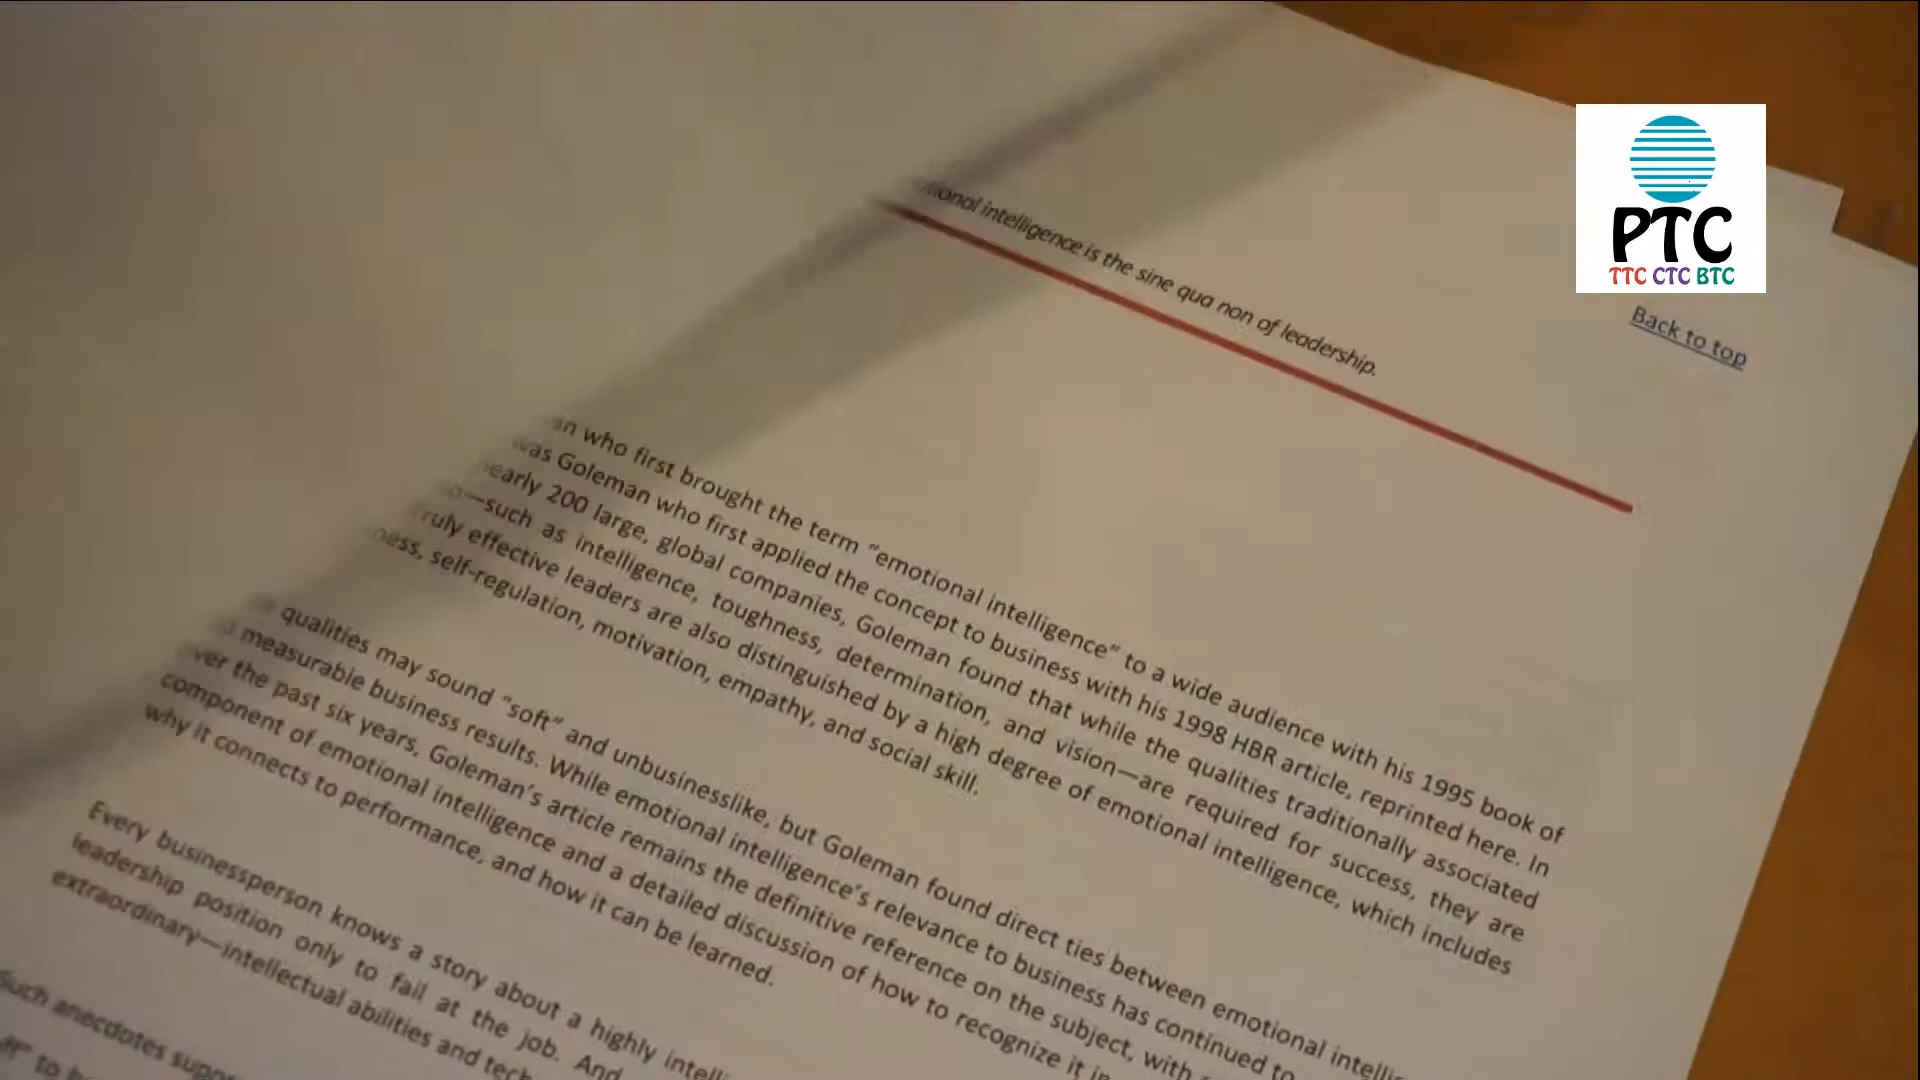 PTC
TTC CTC BTC
Back to top
intelligence is the sine qua non of leadership.
who first brought the term “emotional intelligence” to a wide audience with his 1995 book of
was Goleman who first applied the concept to business with his 1998 HBR article, reprinted here. In
nearly 200 large, global companies, Goleman found that while the qualities traditionally associated
—such as intelligence, toughness, determination, and vision—are required for success, they are
truly effective leaders are also distinguished by a high degree of emotional intelligence, which includes
self-regulation, motivation, empathy, and social skill.
qualities may sound “soft” and unbusinesslike, but Goleman found direct ties between emotional
measurable business results. While emotional intelligence’s relevance to business has continued to
over the past six years, Goleman’s article remains the definitive reference on the subject, with
component of emotional intelligence and a detailed discussion of how to recognize it in
why it connects to performance, and how it can be learned.
Every businessperson knows a story about a highly
leadership position only to fail at the job. And
extraordinary—intellectual abilities and
Such anecdotes
to